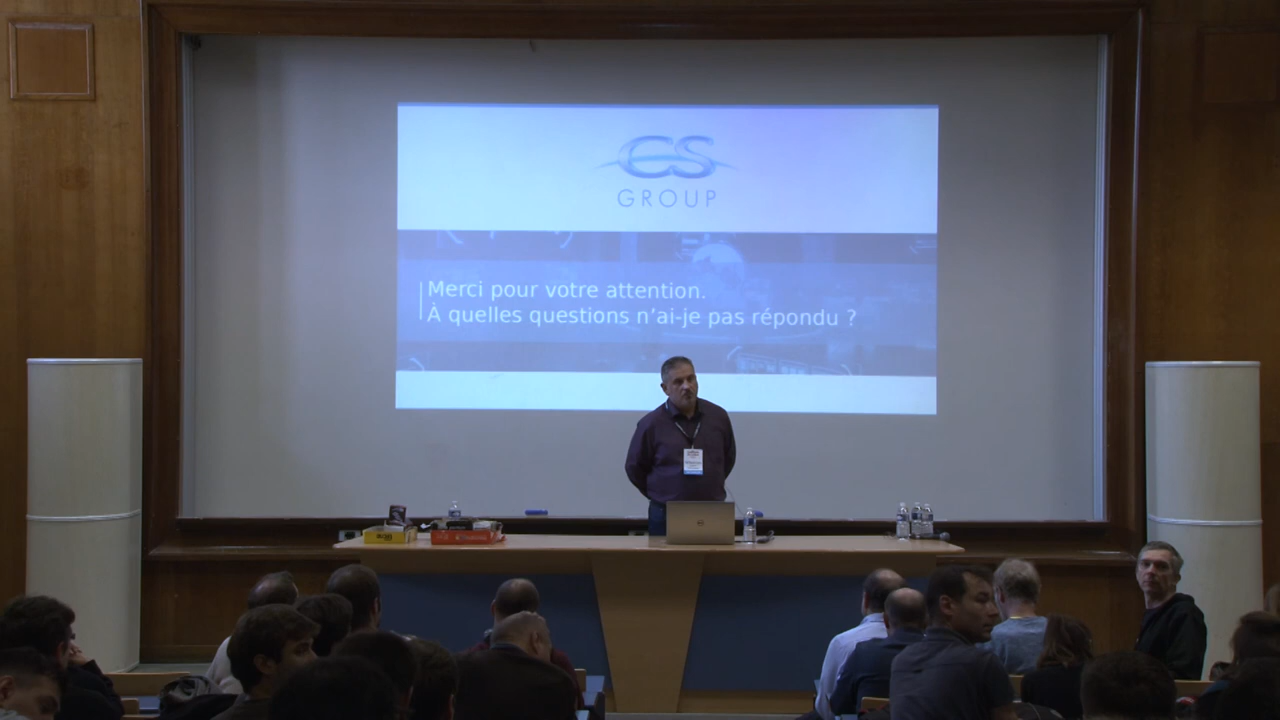 CS
GROUP
Merci pour votre attention.
À quelles questions n'ai-je pas répondu ?